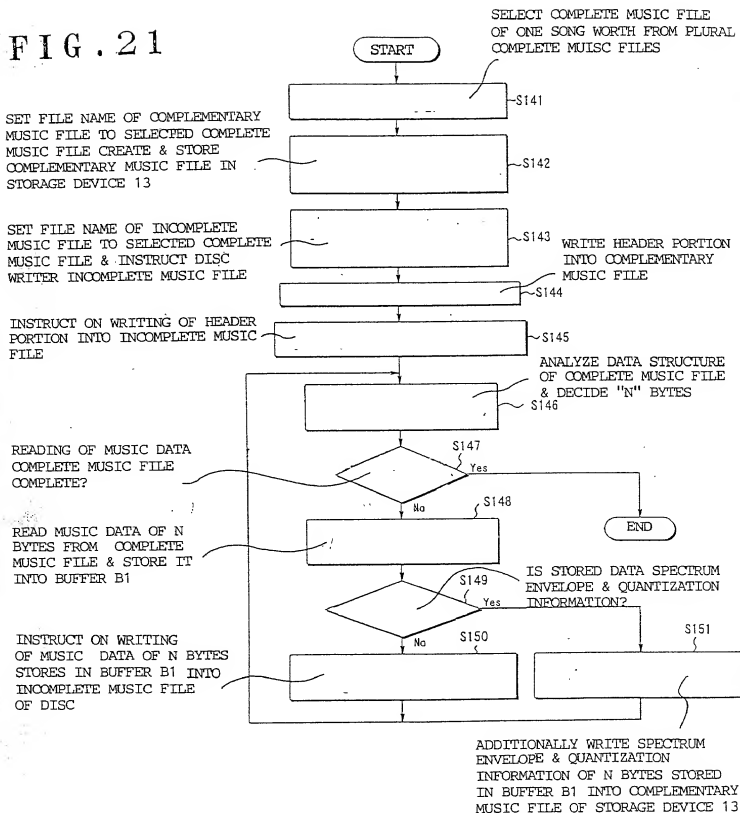 FIG.21
START
SELECT COMPLETE MUSIC FILE
OF ONE SONG WORTH FROM PLURAL
COMPLETE MUISC FILES
S141
SET FILE NAME OF COMPLEMENTARY
MUSIC FILE TO SELECTED COMPLETE
MUSIC FILE CREATE & STORE
COMPLEMENTARY MUSIC FILE IN
STORAGE DEVICE 13
S142
SET FILE NAME OF INCOMPLETE
MUSIC FILE TO SELECTED COMPLETE
MUSIC FILE & INSTRUCT DISC
WRITER INCOMPLETE MUSIC FILE
S143
WRITE HEADER PORTION
INTO COMPLEMENTARY
MUSIC FILE
S144
INSTRUCT ON WRITING OF HEADER
PORTION INTO INCOMPLETE MUSIC
FILE
S145
ANALYZE DATA STRUCTURE
OF COMPLETE MUSIC FILE
& DECIDE "N" BYTES
S146
READING OF MUSIC DATA
COMPLETE MUSIC FILE
COMPLETE?
S147
Yes
No
END
READ MUSIC DATA OF N
BYTES FROM COMPLETE
MUSIC FILE & STORE IT
INTO BUFFER B1
S148
IS STORED DATA SPECTRUM
ENVELOPE & QUANTIZATION
INFORMATION?
S149
Yes
No
INSTRUCT ON WRITING
OF MUSIC DATA OF N BYTES
STORES IN BUFFER B1 INTO
INCOMPLETE MUSIC FILE
OF DISC
S150
S151
ADDITIONALLY WRITE SPECTRUM
ENVELOPE & QUANTIZATION
INFORMATION OF N BYTES STORED
IN BUFFER B1 INTO COMPLEMENTARY
MUSIC FILE OF STORAGE DEVICE 13